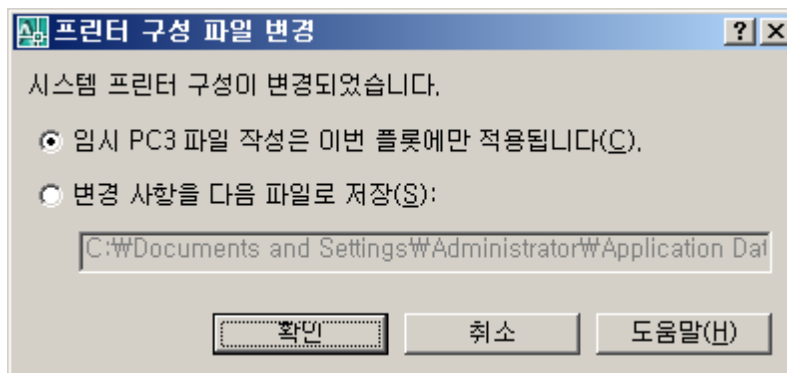 프린터 구성 파일 변경
시스템 프린터 구성이 변경되었습니다.
임시 PC3 파일 작성은 이번 플롯에만 적용됩니다(C).
변경 사항을 다음 파일로 저장(S):
C:₩Documents and Settings₩Administrator₩Application Dat
확인 취소 도움말(H)